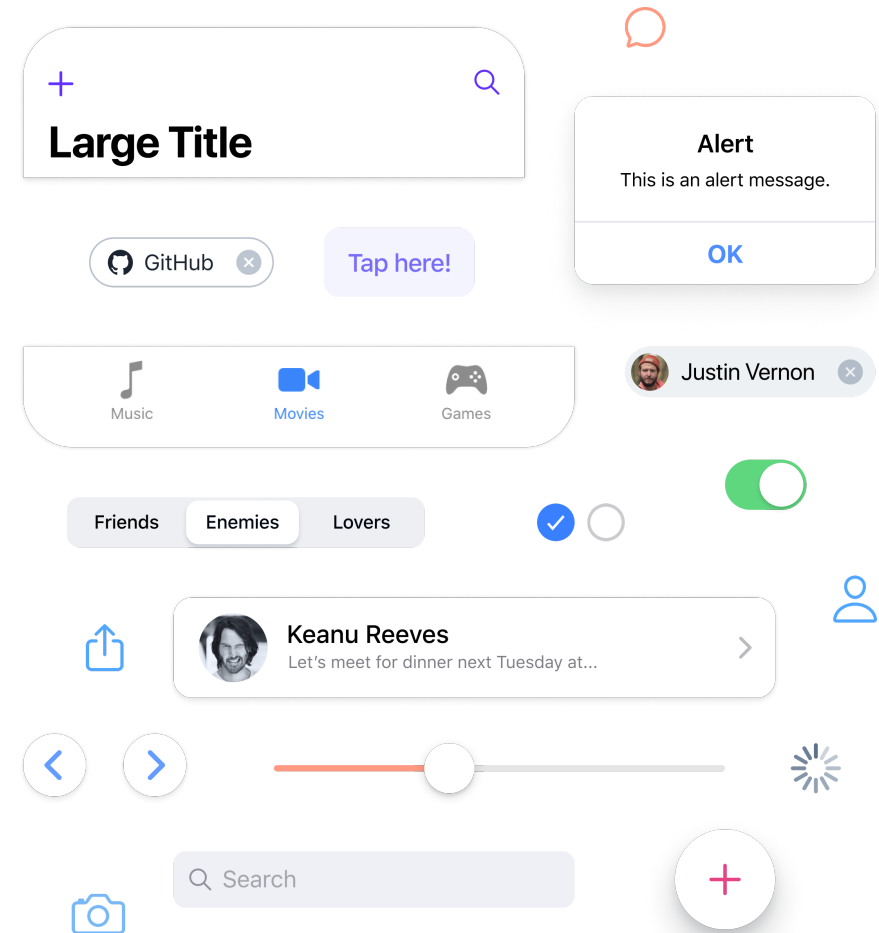 Large Title
Alert
This is an alert message.
OK
GitHub
Tap here!
Music
Movies
Games
Justin Vernon
Friends
Enemies
Lovers
Keanu Reeves
Let’s meet for dinner next Tuesday at...
Search